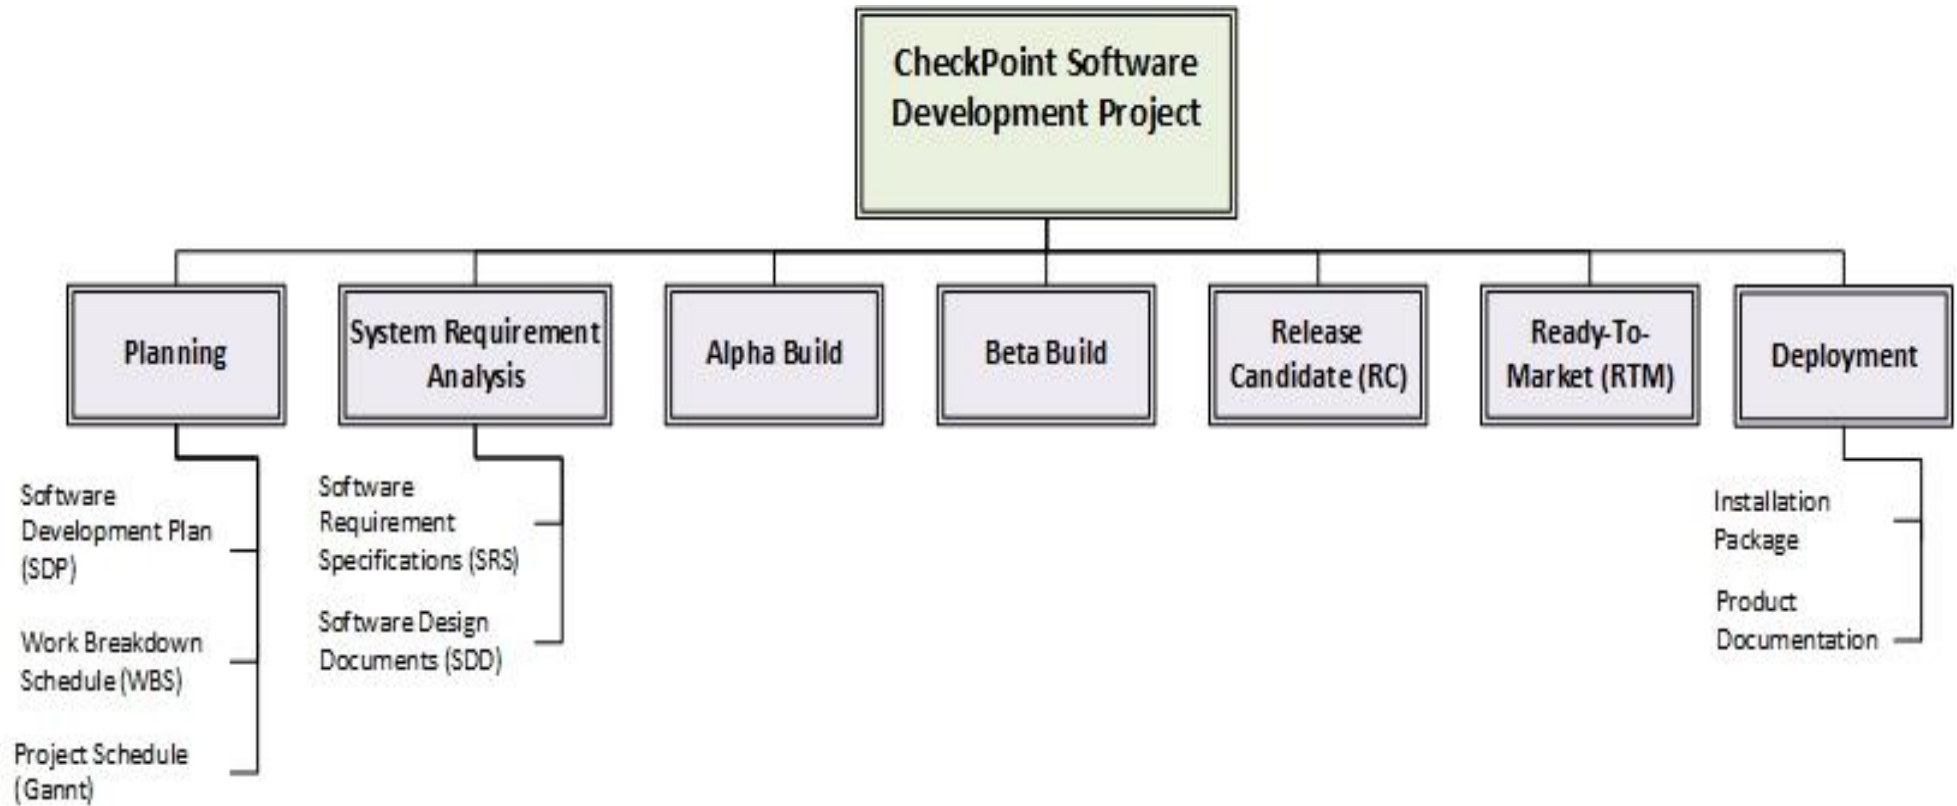 CheckPoint Software
Development Project
Planning
System Requirement
Analysis
Alpha Build
Beta Build
Release
Candidate (RC)
Ready-To-
Market (RTM)
Deployment
Software
Development Plan
(SDP)
Work Breakdown
Schedule (WBS)
Project Schedule
(Gannt)
Software
Requirement
Specifications (SRS)
Software Design
Documents (SDD)
Installation
Package
Product
Documentation